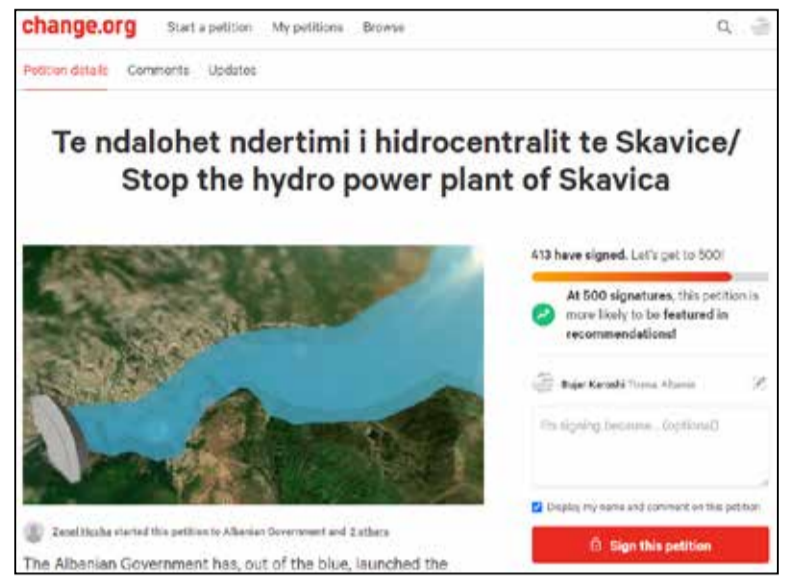 change.org Start a petition My petitions Browse
Petition details Comments Updates
Te ndalohet ndertimi i hidrocentralit te Skavice/
Stop the hydro power plant of Skavica
413 have signed. Let's get to 500!
At 500 signatures, this petition is
more likely to be featured in
recommendations!
Bujar Karoshi Tirana, Albania
I'm signing because... (optional)
Display my name and comment on this petition
Sign this petition
started this petition to Albanian Government and 2 others
The Albanian Government has, out of the blue, launched the